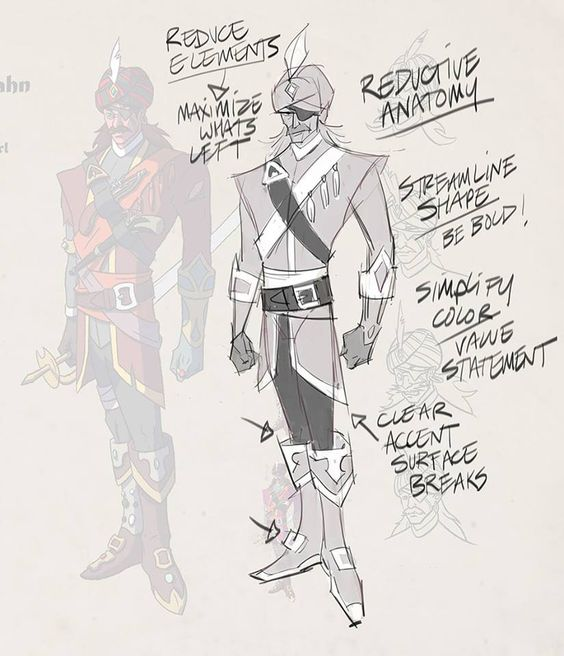 REDUCE
ELEMENTS
MAXIMIZE
WHATS
LEFT
REDUCTIVE
ANATOMY
STREAMLINE
SHAPE
BE BOLD!
SIMPLIFY
COLOR
VALUE
STATEMENT
CLEAR
ACCENT
SURFACE
BREAKS